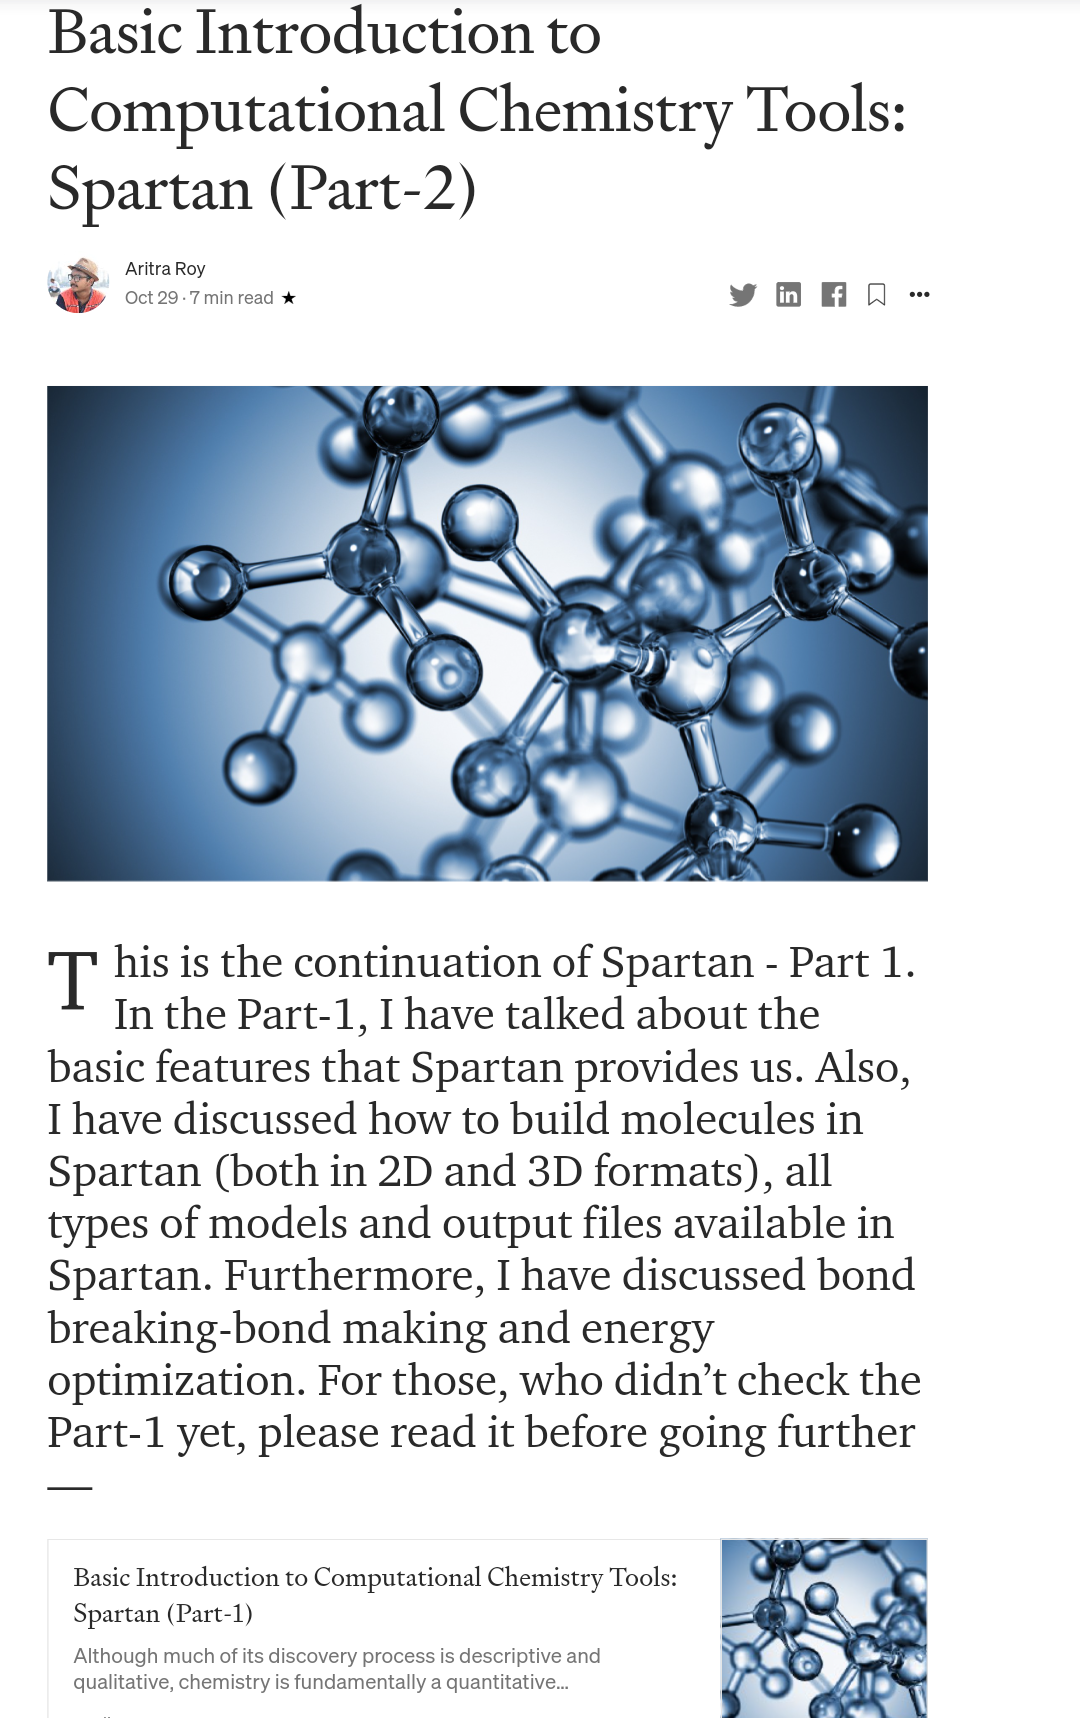 Basic Introduction to
Computational Chemistry Tools:
Spartan (Part-2)
Aritra Roy
Oct 29 · 7 min read ★
This is the continuation of Spartan - Part 1.
In the Part-1, I have talked about the
basic features that Spartan provides us. Also,
I have discussed how to build molecules in
Spartan (both in 2D and 3D formats), all
types of models and output files available in
Spartan. Furthermore, I have discussed bond
breaking-bond making and energy
optimization. For those, who didn’t check the
Part-1 yet, please read it before going further
—
Basic Introduction to Computational Chemistry Tools:
Spartan (Part-1)
Although much of its discovery process is descriptive and
qualitative, chemistry is fundamentally a quantitative…